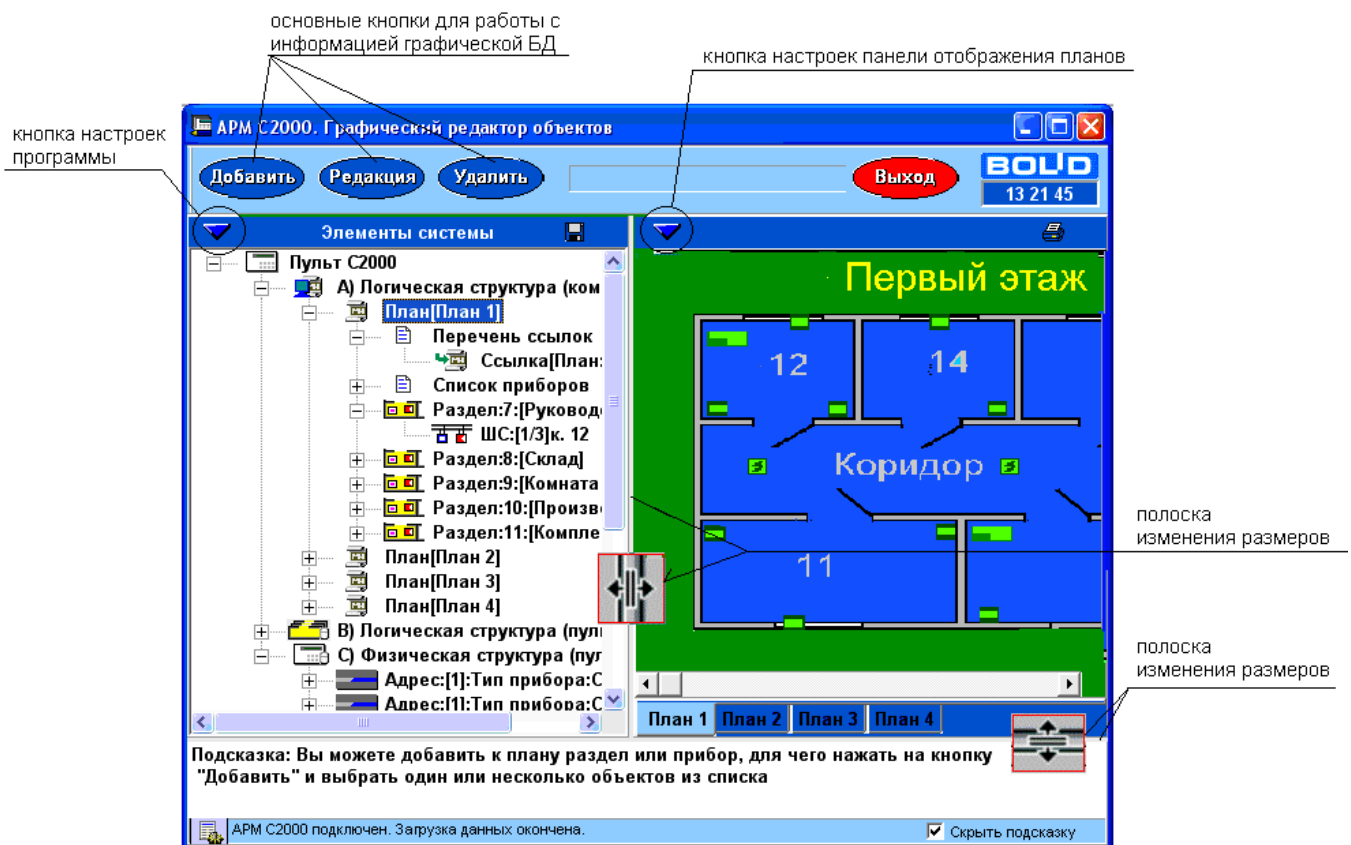 основные кнопки для работы с
информацией графической БД
кнопка настроек панели отображения планов
кнопка настроек
программы
АРМ С2000. Графический редактор объектов
Добавить Редакция Удалить Выход
BOLID
13 21 45
Элементы системы
Пульт С2000
А) Логическая структура (ком
План[План 1]
Перечень ссылок
Ссылка[План:
Список приборов
Раздел:7:[Руковод
ШС:[1/3]к. 12
Раздел:8:[Склад]
Раздел:9:[Комната
Раздел:10:[Произв
Раздел:11:[Компле
План[План 2]
План[План 3]
План[План 4]
В) Логическая структура (пул
С) Физическая структура (пул
Адрес:[1]:Тип прибора:С
Адрес:[1]:Тип прибора:С
Первый этаж
12
14
Коридор
11
План 1 План 2 План 3 План 4
полоска
изменения размеров
полоска
изменения размеров
Подсказка: Вы можете добавить к плану раздел или прибор, для чего нажать на кнопку
"Добавить" и выбрать один или несколько объектов из списка
АРМ С2000 подключен. Загрузка данных окончена.
Скрыть подсказку